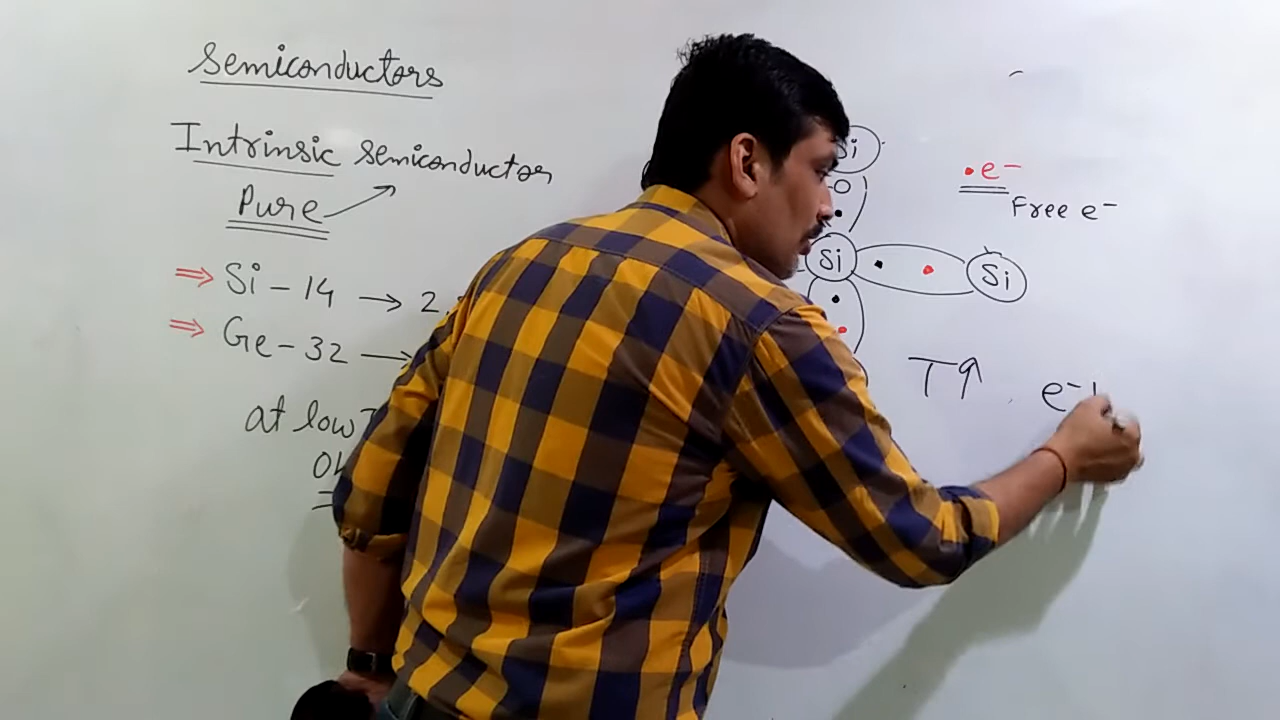 Semiconductors
Intrinsic semiconductor
Pure
⇒ Si - 14 → 2.
⇒ Ge - 32 →
at low
Si
Si
Si
• e⁻
Free e⁻
T↑
e⁻